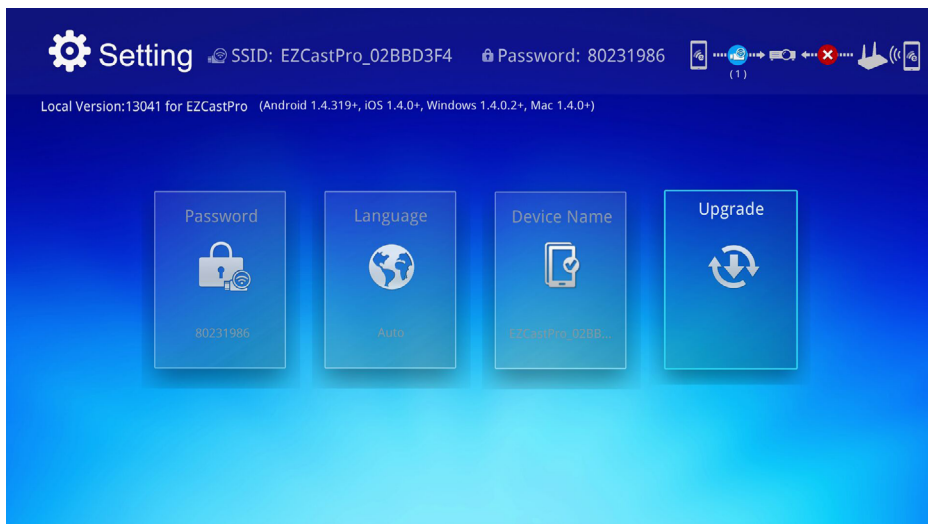 Setting SSID: EZCastPro_02BBD3F4 Password: 80231986
(1)
Local Version:13041 for EZCastPro (Android 1.4.319+, iOS 1.4.0+, Windows 1.4.0.2+, Mac 1.4.0+)
Password Language Device Name Upgrade
80231986 Auto EZCastPro_02BB...